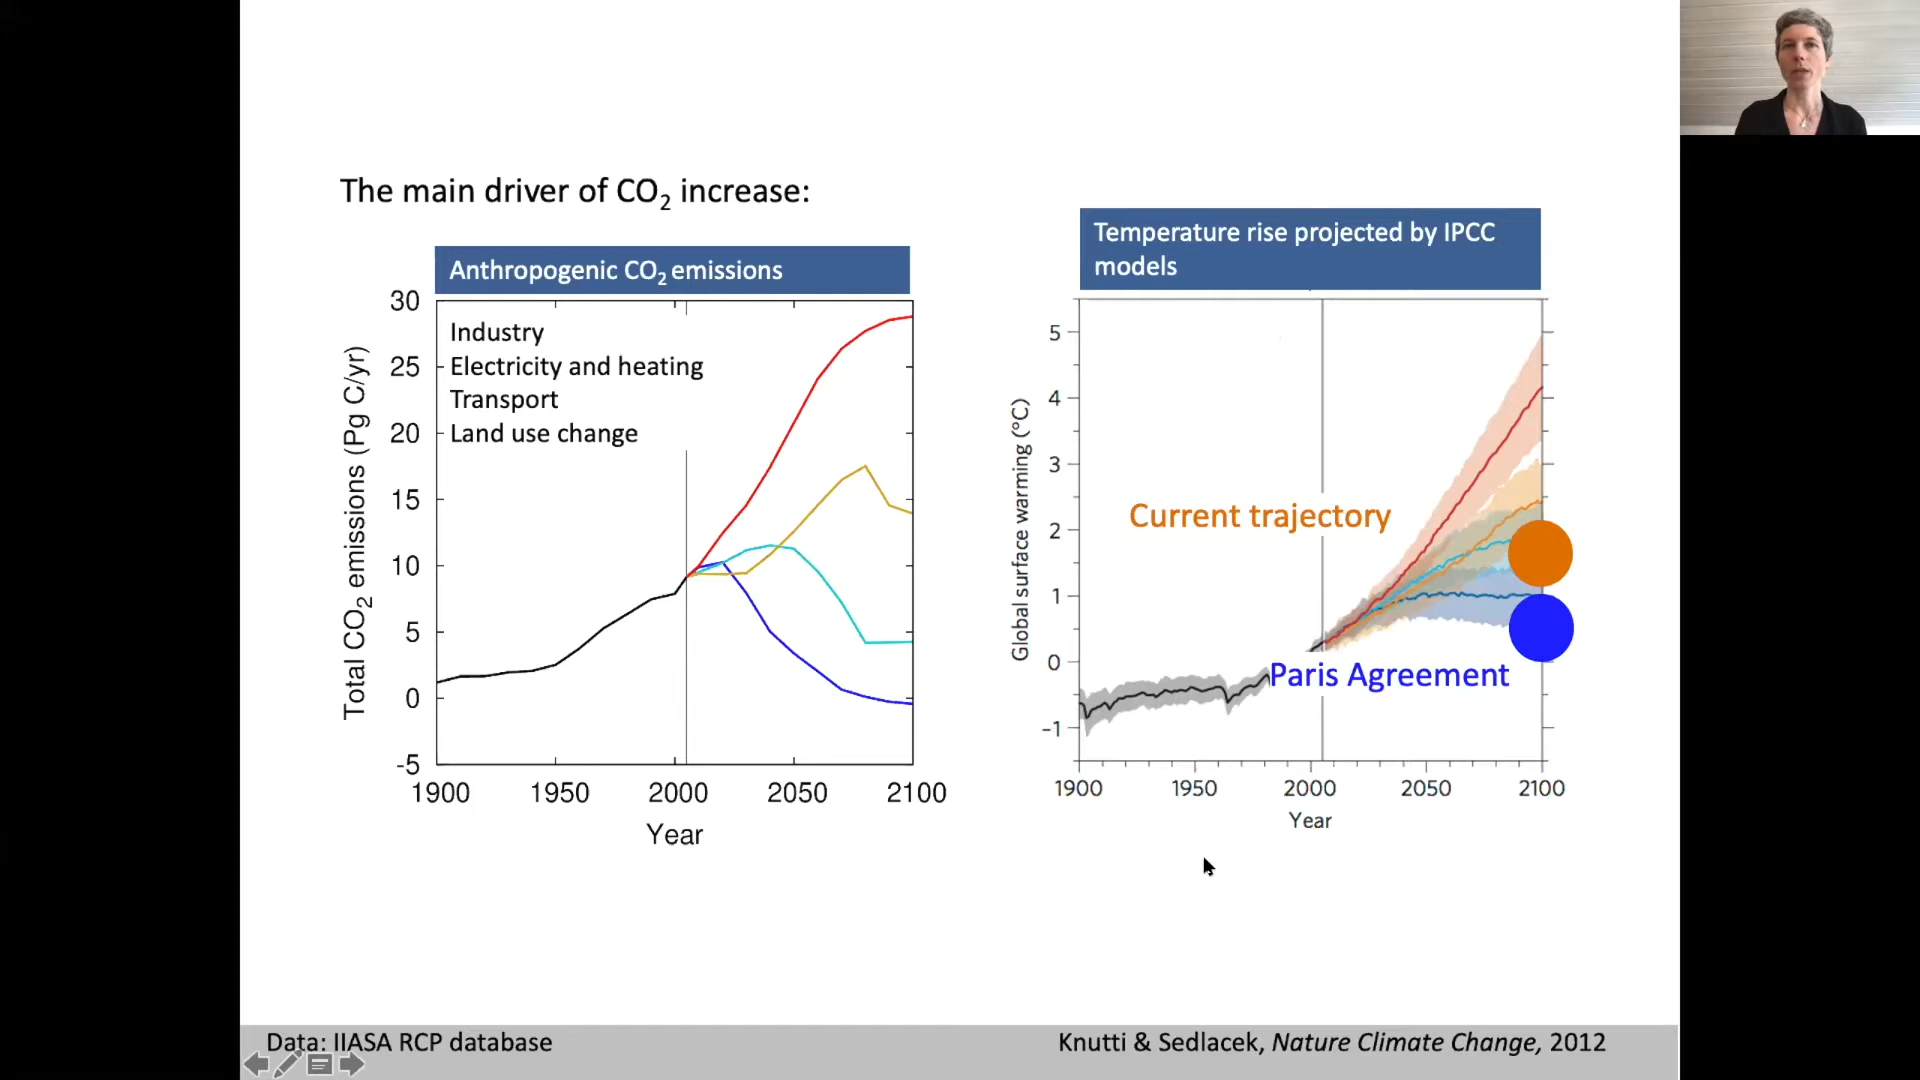 The main driver of CO₂ increase:
Anthropogenic CO₂ emissions
30
25
20
15
10
5
0
-5
Total CO₂ emissions (Pg C/yr)
Industry
Electricity and heating
Transport
Land use change
1900 1950 2000 2050 2100
Year
Temperature rise projected by IPCC
models
5
4
3
2
1
0
-1
Global surface warming (°C)
Current trajectory
Paris Agreement
1900 1950 2000 2050 2100
Year
Data: IIASA RCP database
Knutti & Sedlacek, Nature Climate Change, 2012